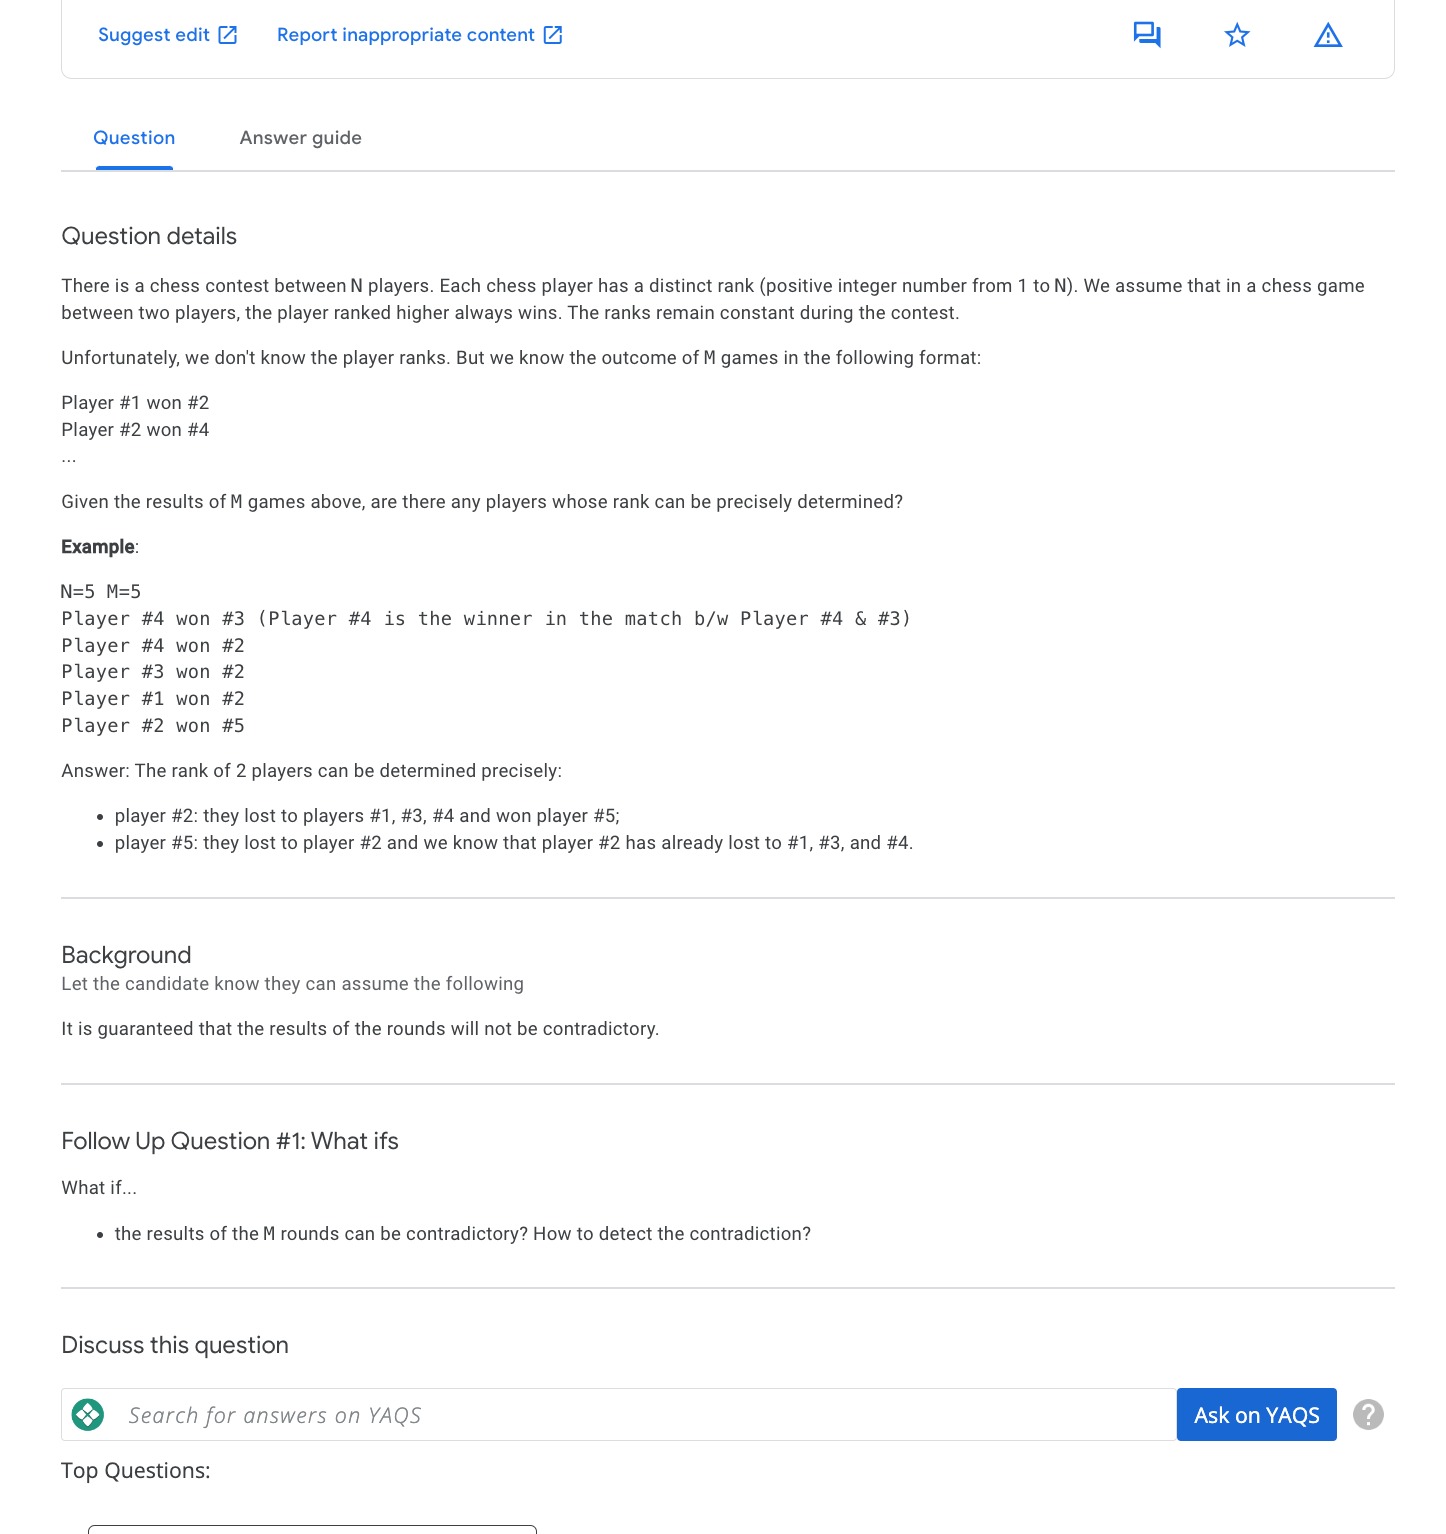 Suggest edit
Report inappropriate content
Question
Answer guide
Question details
There is a chess contest between N players. Each chess player has a distinct rank (positive integer number from 1 to N). We assume that in a chess game
between two players, the player ranked higher always wins. The ranks remain constant during the contest.
Unfortunately, we don't know the player ranks. But we know the outcome of M games in the following format:
Player #1 won #2
Player #2 won #4
...
Given the results of M games above, are there any players whose rank can be precisely determined?
Example:
N=5 M=5
Player #4 won #3 (Player #4 is the winner in the match b/w Player #4 & #3)
Player #4 won #2
Player #3 won #2
Player #1 won #2
Player #2 won #5
Answer: The rank of 2 players can be determined precisely:
• player #2: they lost to players #1, #3, #4 and won player #5;
• player #5: they lost to player #2 and we know that player #2 has already lost to #1, #3, and #4.
Background
Let the candidate know they can assume the following
It is guaranteed that the results of the rounds will not be contradictory.
Follow Up Question #1: What ifs
What if...
• the results of the M rounds can be contradictory? How to detect the contradiction?
Discuss this question
Search for answers on YAQS
Ask on YAQS
?
Top Questions: